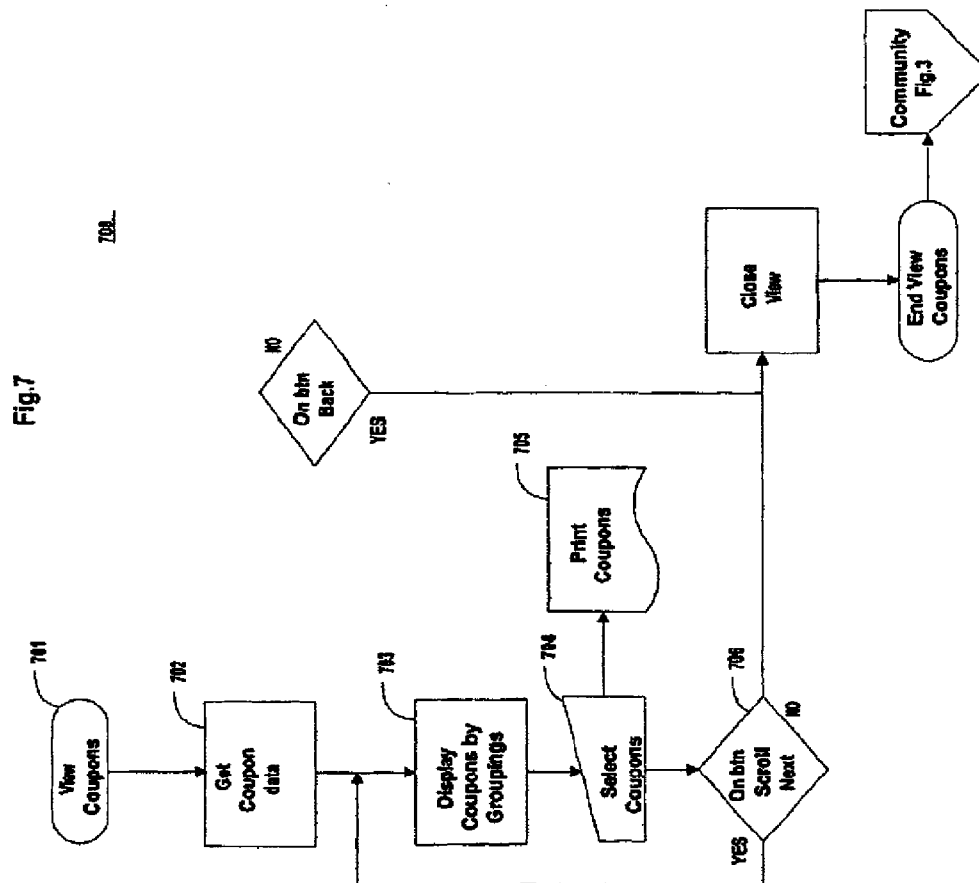 Fig.7
708
701
View
Coupons
702
Get
Coupon
data
703
Display
Coupons by
Groupings
704
Select
Coupons
705
Print
Coupons
706
On btn
Scroll
Next
YES
NO
On btn
Back
NO
YES
Close
View
End View
Coupons
Community
Fig.3